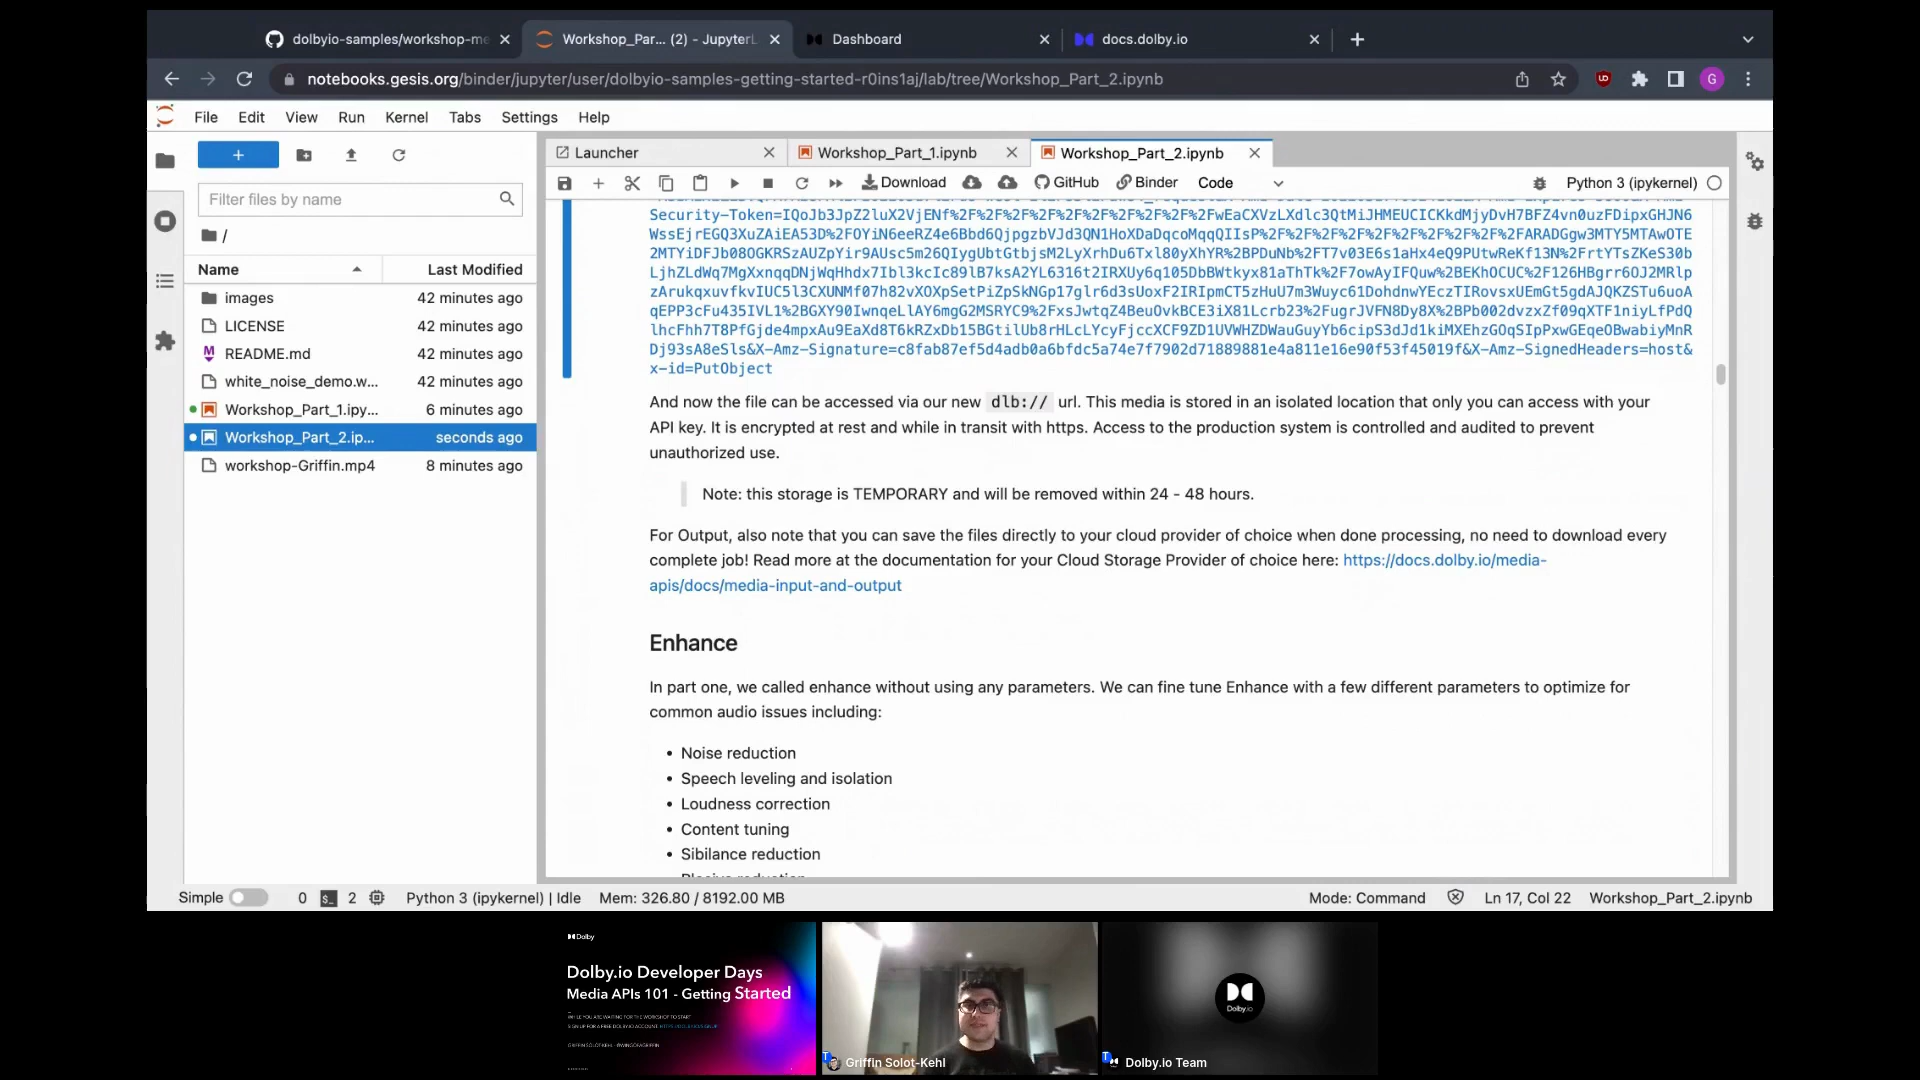 dolbyio-samples/workshop-me
Workshop_Par... (2) - JupyterL
Dashboard
docs.dolby.io
notebooks.gesis.org/binder/jupyter/user/dolbyio-samples-getting-started-r0ins1aj/lab/tree/Workshop_Part_2.ipynb
G
File Edit View Run Kernel Tabs Settings Help
Launcher
Workshop_Part_1.ipynb
Workshop_Part_2.ipynb
Download
GitHub
Binder
Code
Python 3 (ipykernel)
Filter files by name
/
Name
Last Modified
images 42 minutes ago
LICENSE 42 minutes ago
README.md 42 minutes ago
white_noise_demo.w... 42 minutes ago
Workshop_Part_1.ipy... 6 minutes ago
Workshop_Part_2.ip... seconds ago
workshop-Griffin.mp4 8 minutes ago
Dj93sA8eSls&X-Amz-Signature=c8fab87ef5d4adb0a6bfdc5a74e7f7902d71889881e4a811e16e90f53f45019f&X-Amz-SignedHeaders=host&
x-id=PutObject
And now the file can be accessed via our new dlb:// url. This media is stored in an isolated location that only you can access with your
API key. It is encrypted at rest and while in transit with https. Access to the production system is controlled and audited to prevent
unauthorized use.
Note: this storage is TEMPORARY and will be removed within 24 - 48 hours.
For Output, also note that you can save the files directly to your cloud provider of choice when done processing, no need to download every
complete job! Read more at the documentation for your Cloud Storage Provider of choice here: https://docs.dolby.io/media-
apis/docs/media-input-and-output
Enhance
In part one, we called enhance without using any parameters. We can fine tune Enhance with a few different parameters to optimize for
common audio issues including:
• Noise reduction
• Speech leveling and isolation
• Loudness correction
• Content tuning
• Sibilance reduction
Simple
0
2
Python 3 (ipykernel) | Idle
Mem: 326.80 / 8192.00 MB
Mode: Command
Ln 17, Col 22
Workshop_Part_2.ipynb
Dolby
Dolby.io Developer Days
Media APIs 101 - Getting Started
Griffin Solot-Kehl
Dolby.io
Dolby.io Team